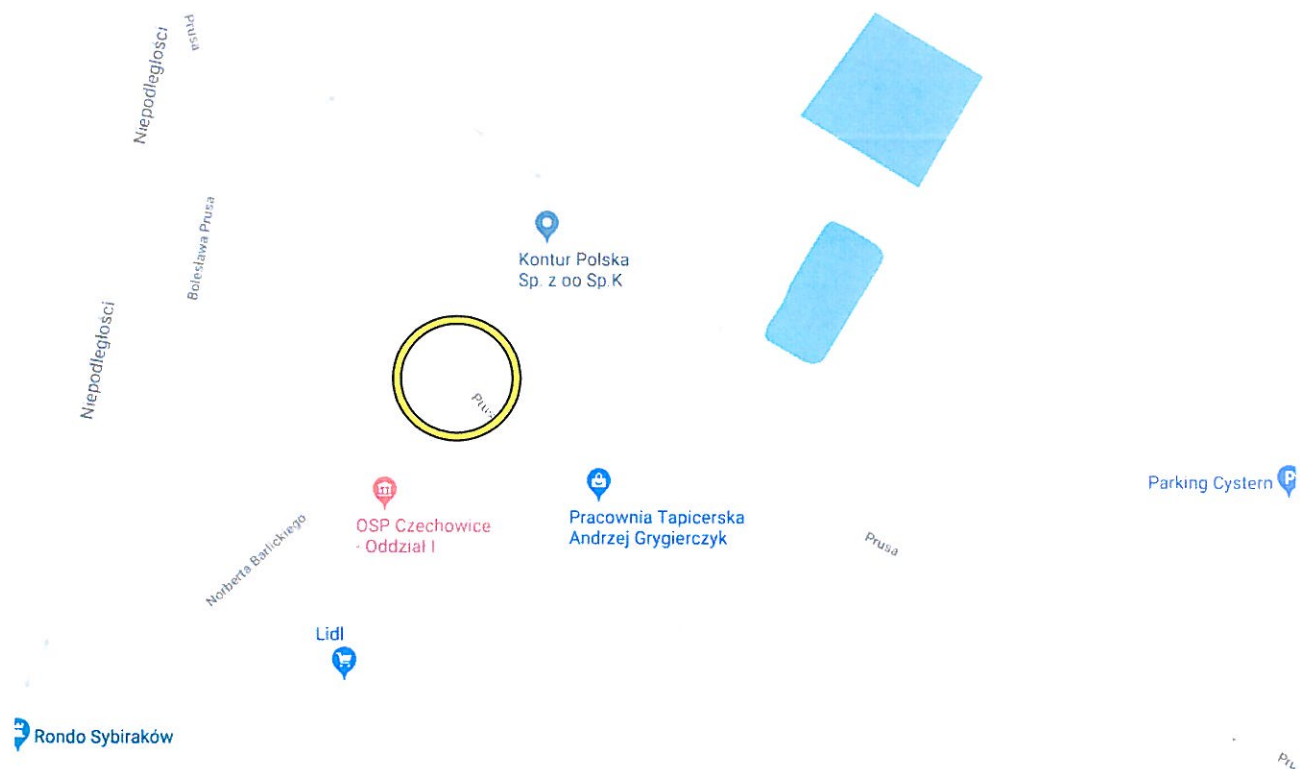 Prusa
Niepodległości
Bolesława Prusa
Kontur Polska
Sp. z oo Sp.K
Niepodległości
OSP Czechowice
- Oddział I
Pracownia Tapicerska
Andrzej Grygierczyk
Parking Cystern
P
Prusa
Norberta Barlickiego
Lidl
Rondo Sybiraków